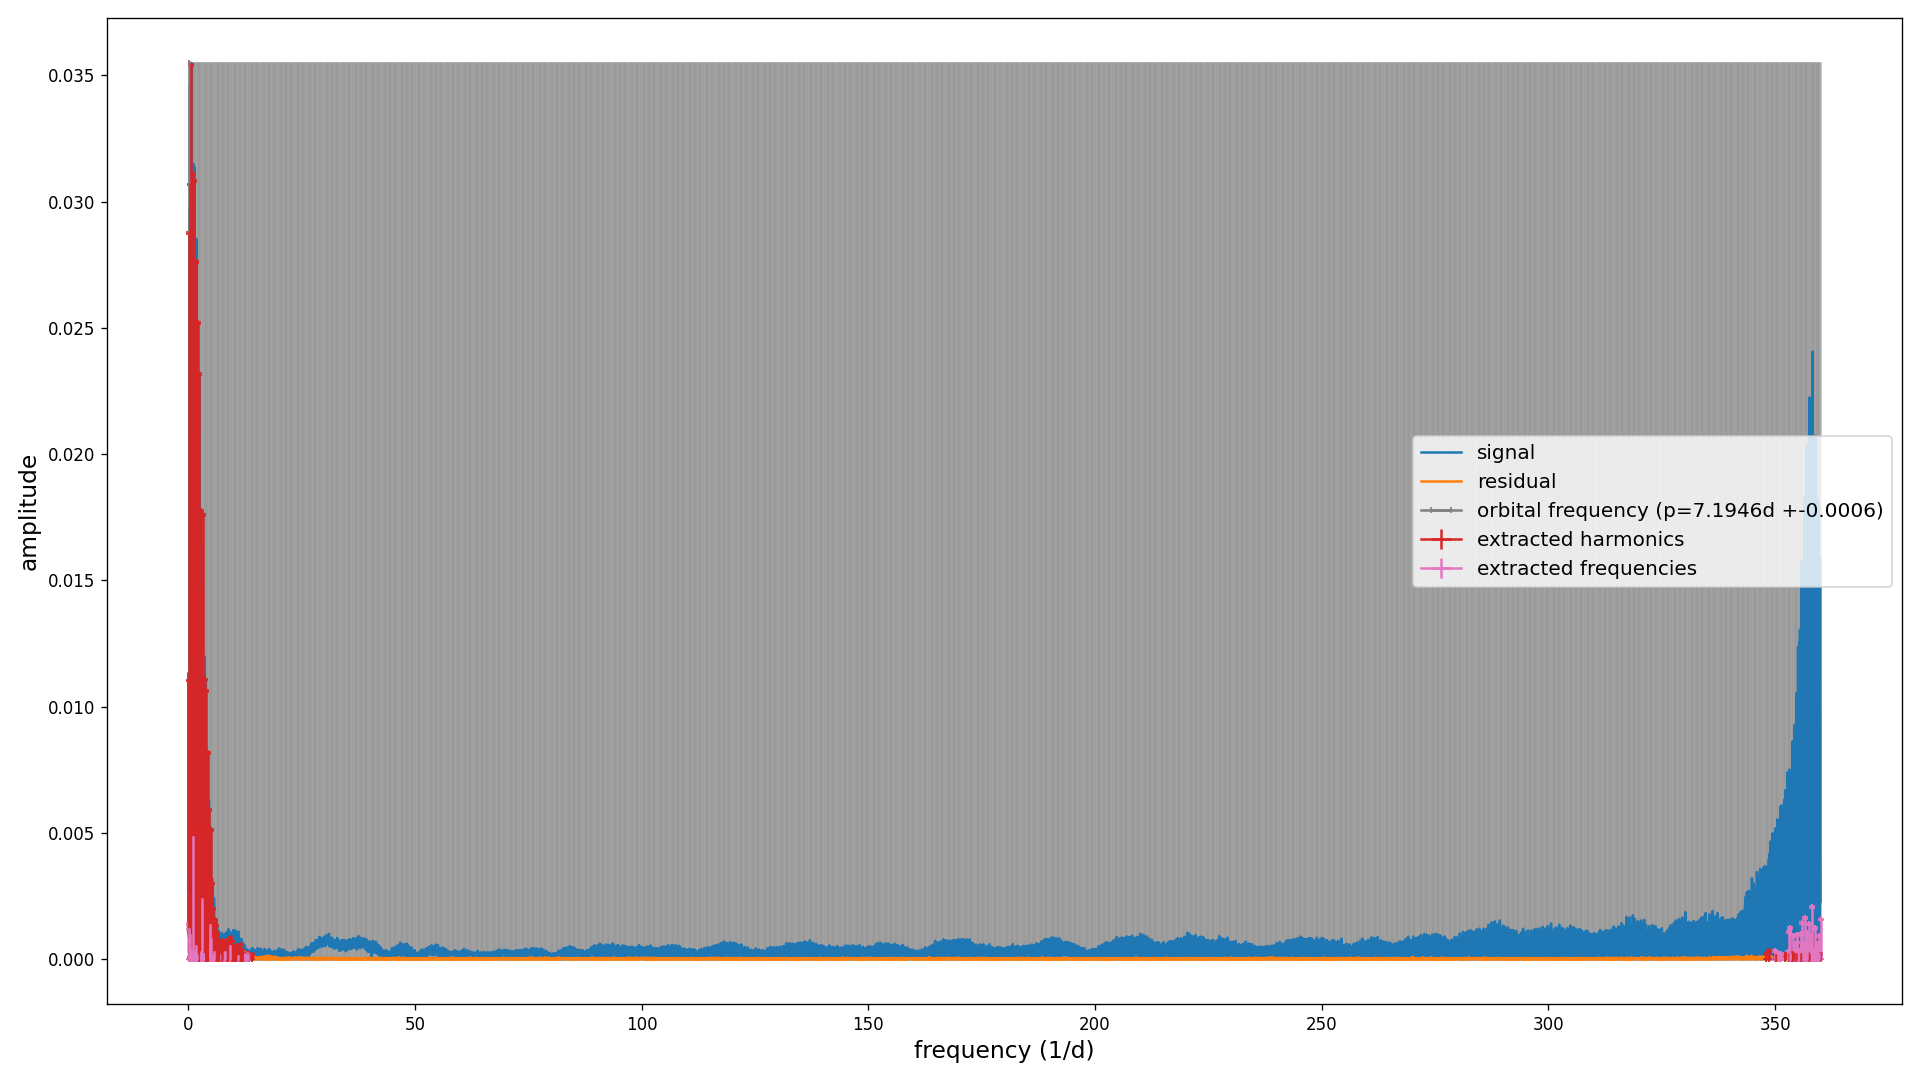 0.035
0.030
0.025
0.020
0.015
0.010
0.005
0.000
amplitude
signal
residual
orbital frequency (p=7.1946d +-0.0006)
extracted harmonics
extracted frequencies
0 50 100 150 200 250 300 350
frequency (1/d)